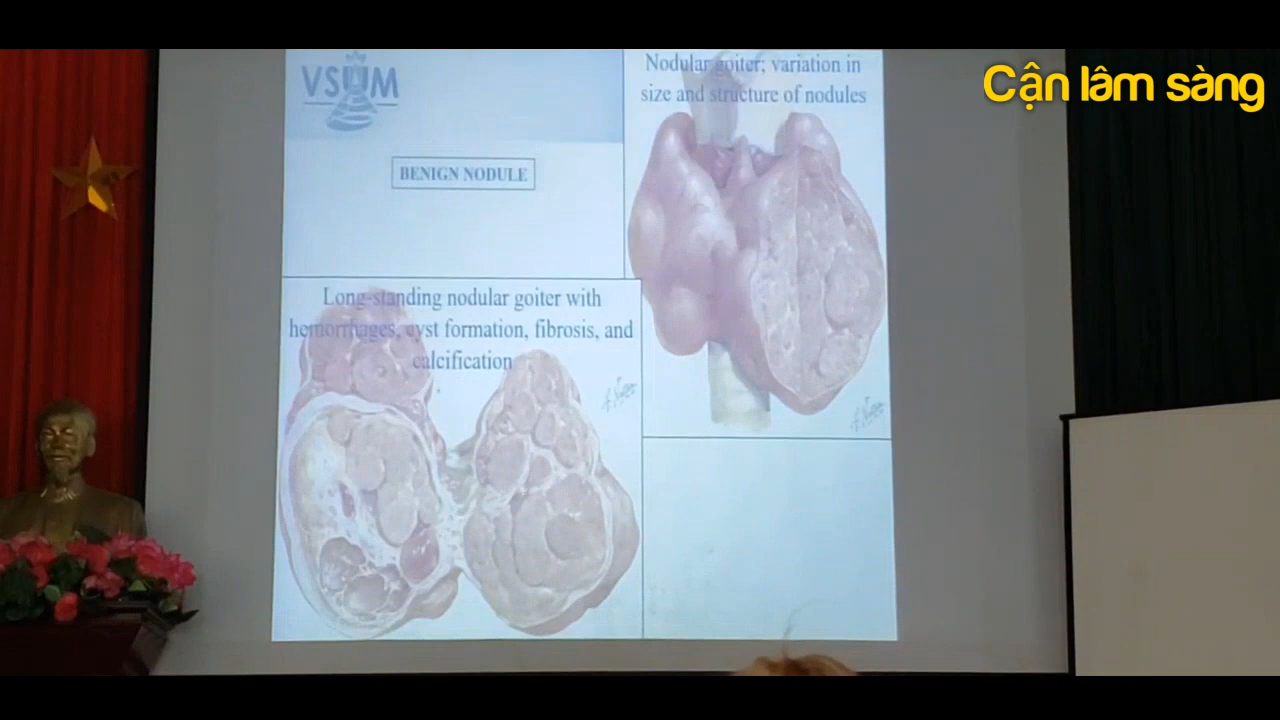 Cận lâm sàng
VSUM
BENIGN NODULE
Nodular goiter; variation in
size and structure of nodules
Long-standing nodular goiter with
hemorrhages, cyst formation, fibrosis, and
calcification